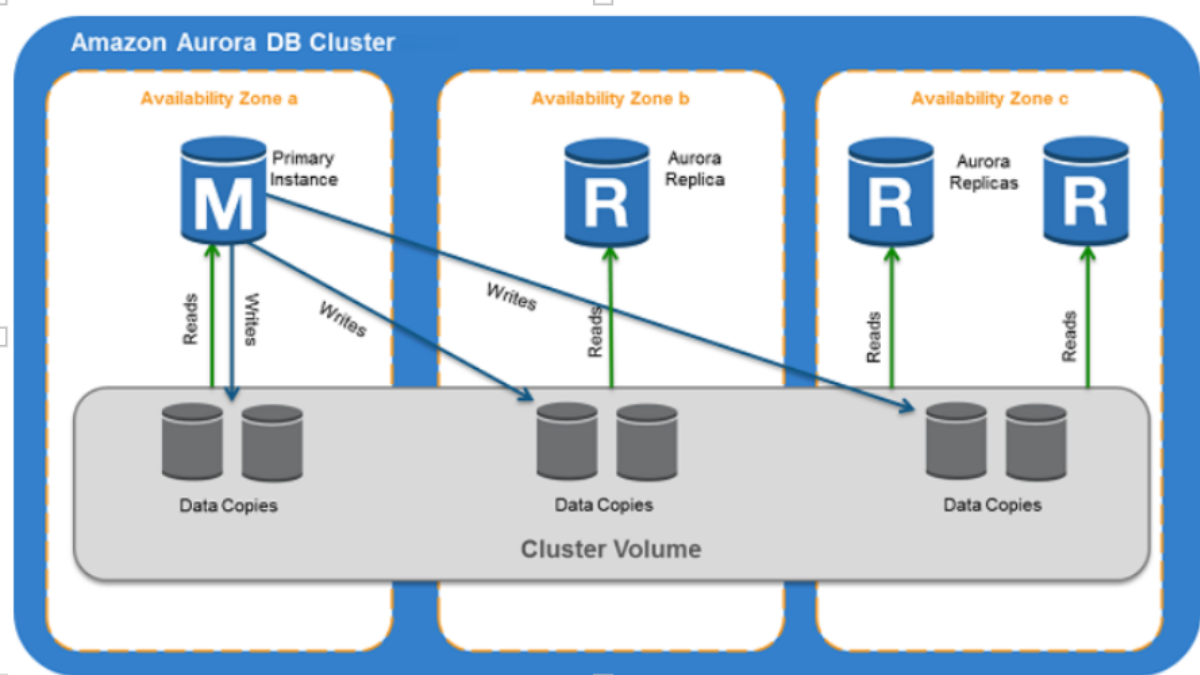 Amazon Aurora DB Cluster
Availability Zone a
Availability Zone b
Availability Zone c
M
Primary
Instance
R
Aurora
Replica
R
Aurora
Replicas
R
Reads
Writes
Writes
Writes
Reads
Reads
Reads
Data Copies
Data Copies
Data Copies
Cluster Volume